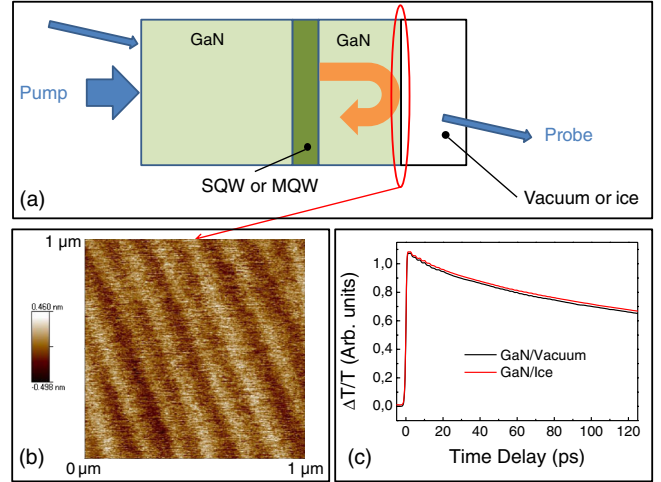 GaN
GaN
Pump
Probe
SQW or MQW
Vacuum or ice
(a)
1 µm
0.460 nm
-0.498 nm
(b)
0 µm
1 µm
ΔT/T (Arb. units)
1,0
0,8
0,6
0,4
0,2
0,0
GaN/Vacuum
GaN/Ice
0
20
40
60
80
100
120
(c)
Time Delay (ps)